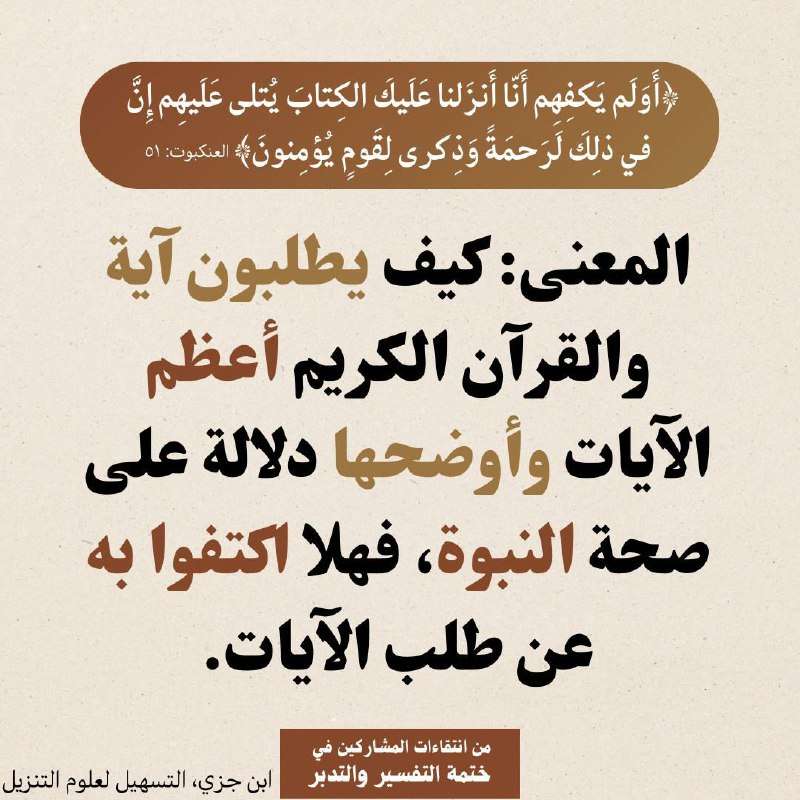 ﴿أَوَلَم يَكفِهِم أَنّا أَنزَلنا عَلَيكَ الكِتابَ يُتلى عَلَيهِم إِنَّ
في ذلِكَ لَرَحمَةً وَذِكرى لِقَومٍ يُؤمِنونَ﴾ العنكبوت: ٥١
المعنى: كيف يطلبون آية
والقرآن الكريم أعظم
الآيات وأوضحها دلالة على
صحة النبوة، فهلا اكتفوا به
عن طلب الآيات.
من انتقاءات المشاركين في
ختمة التفسير والتدبر
ابن جزي، التسهيل لعلوم التنزيل